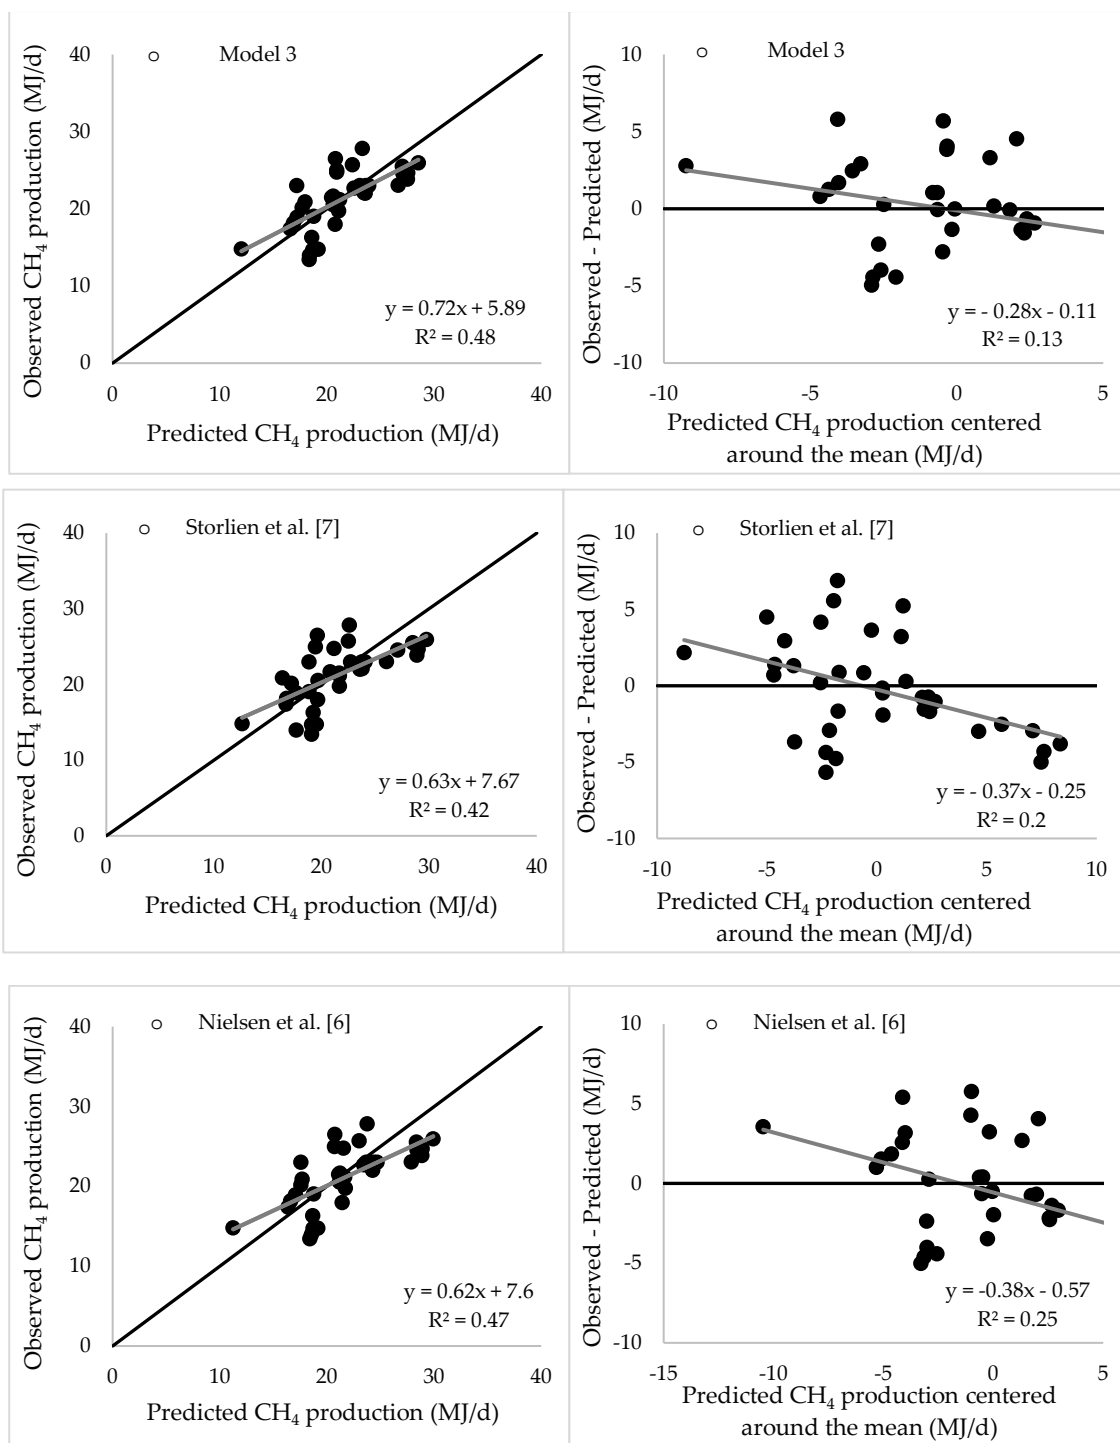 Model 3
Observed CH₄ production (MJ/d)
40
30
20
10
0
y = 0.72x + 5.89
R² = 0.48
0 10 20 30 40
Predicted CH₄ production (MJ/d)
Model 3
Observed - Predicted (MJ/d)
10
5
0
-5
-10
y = - 0.28x - 0.11
R² = 0.13
-10 -5 0 5
Predicted CH₄ production centered
around the mean (MJ/d)
Storlien et al. [7]
Observed CH₄ production (MJ/d)
40
30
20
10
0
y = 0.63x + 7.67
R² = 0.42
0 10 20 30 40
Predicted CH₄ production (MJ/d)
Storlien et al. [7]
Observed - Predicted (MJ/d)
10
5
0
-5
-10
y = - 0.37x - 0.25
R² = 0.2
-10 -5 0 5 10
Predicted CH₄ production centered
around the mean (MJ/d)
Nielsen et al. [6]
Observed CH₄ production (MJ/d)
40
30
20
10
0
y = 0.62x + 7.6
R² = 0.47
0 10 20 30 40
Predicted CH₄ production (MJ/d)
Nielsen et al. [6]
Observed - Predicted (MJ/d)
10
5
0
-5
-10
y = -0.38x - 0.57
R² = 0.25
-15 -10 -5 0 5
Predicted CH₄ production centered
around the mean (MJ/d)